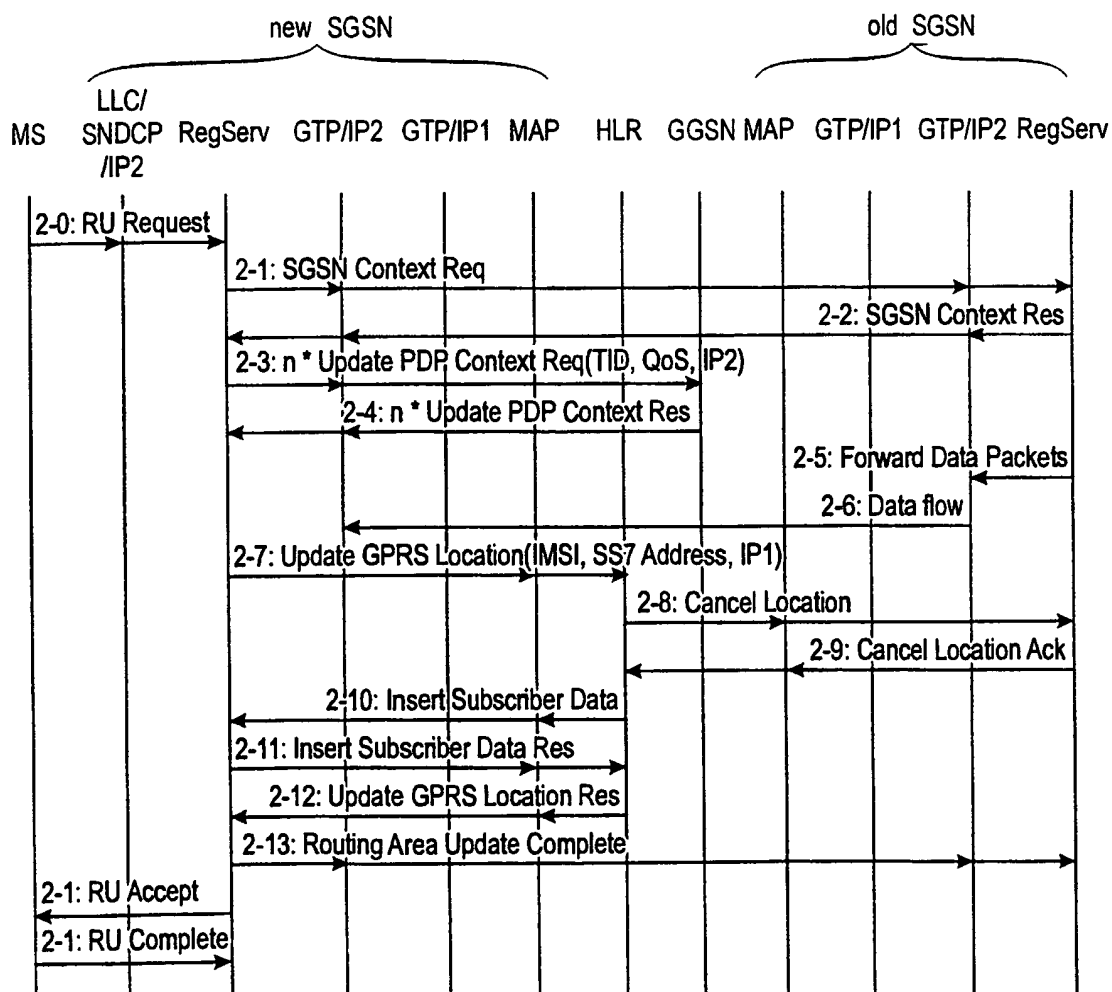 new SGSN
old SGSN
MS
LLC/
SNDCP
/IP2
RegServ
GTP/IP2
GTP/IP1
MAP
HLR
GGSN
MAP
GTP/IP1
GTP/IP2
RegServ
2-0: RU Request
2-1: SGSN Context Req
2-2: SGSN Context Res
2-3: n * Update PDP Context Req(TID, QoS, IP2)
2-4: n * Update PDP Context Res
2-5: Forward Data Packets
2-6: Data flow
2-7: Update GPRS Location(IMSI, SS7 Address, IP1)
2-8: Cancel Location
2-9: Cancel Location Ack
2-10: Insert Subscriber Data
2-11: Insert Subscriber Data Res
2-12: Update GPRS Location Res
2-13: Routing Area Update Complete
2-1: RU Accept
2-1: RU Complete